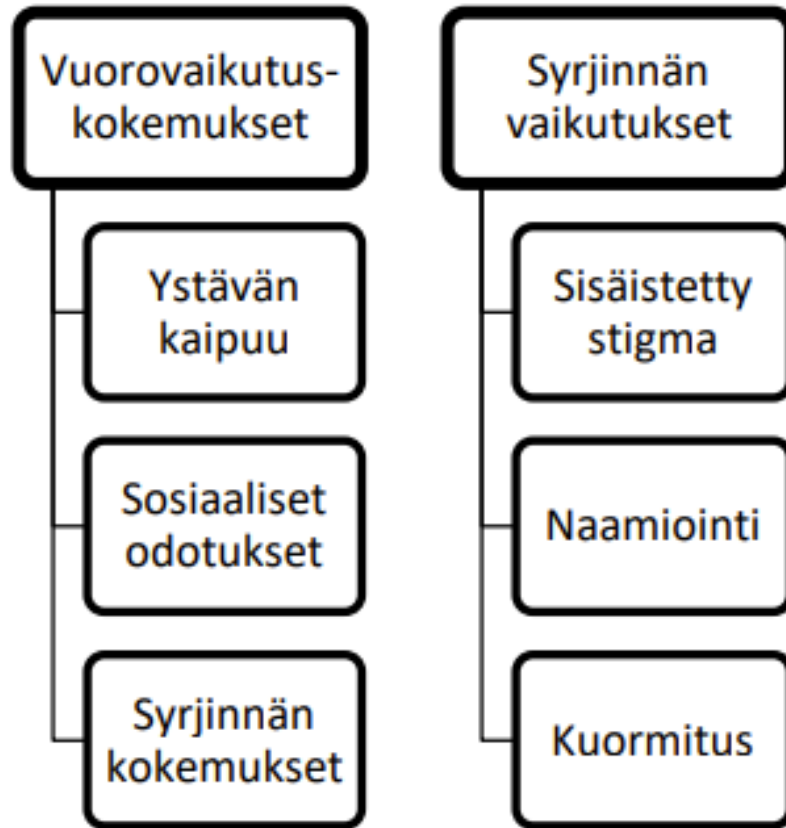 Vuorovaikutus-
kokemukset
Ystävän
kaipuu
Sosiaaliset
odotukset
Syrjinnän
kokemukset
Syrjinnän
vaikutukset
Sisäistetty
stigma
Naamiointi
Kuormitus